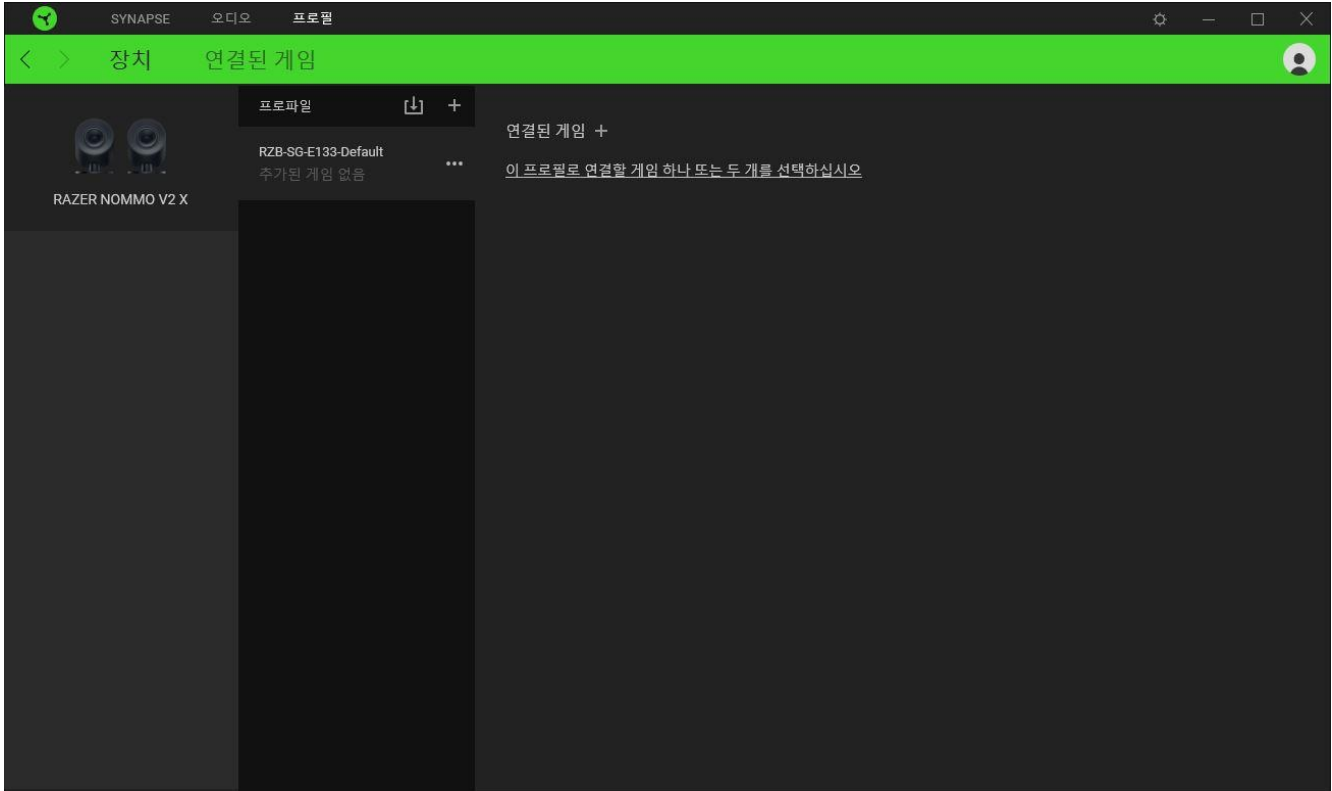 SYNAPSE 오디오 프로필
장치 연결된 게임
프로파일
RZB-SG-E133-Default
추가된 게임 없음
RAZER NOMMO V2 X
연결된 게임 +
이 프로필로 연결할 게임 하나 또는 두 개를 선택하십시오